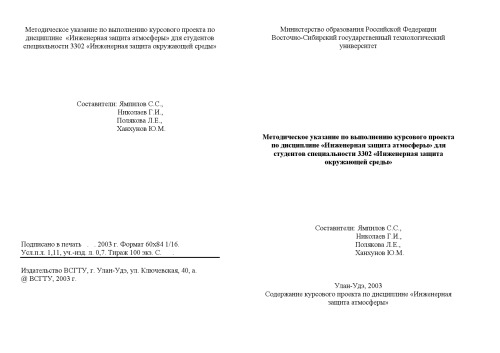 Методическое указание по выполнению курсового проекта по
дисциплине «Инженерная защита атмосферы» для студентов
специальности 3302 «Инженерная защита окружающей среды»
Составители: Ямпилов С.С.,
Николаев Г.И.,
Полякова Л.Е.,
Ханхунов Ю.М.
Подписано в печать . . 2003 г. Формат 60х84 1/16.
Усл.п.л. 1,11, уч.-изд л. 0,7. Тираж 100 экз. С. .
Издательство ВСГТУ, г. Улан-Удэ, ул. Ключевская, 40, а.
@ ВСГТУ, 2003 г.
Министерство образования Российской Федерации
Восточно-Сибирский государственный технологический
университет
Методическое указание по выполнению курсового проекта
по дисциплине «Инженерная защита атмосферы» для
студентов специальности 3302 «Инженерная защита
окружающей среды»
Составители: Ямпилов С.С.,
Николаев Г.И.,
Полякова Л.Е.,
Ханхунов Ю.М.
Улан-Удэ, 2003
Содержание курсового проекта по дисциплине «Инженерная
защита атмосферы»